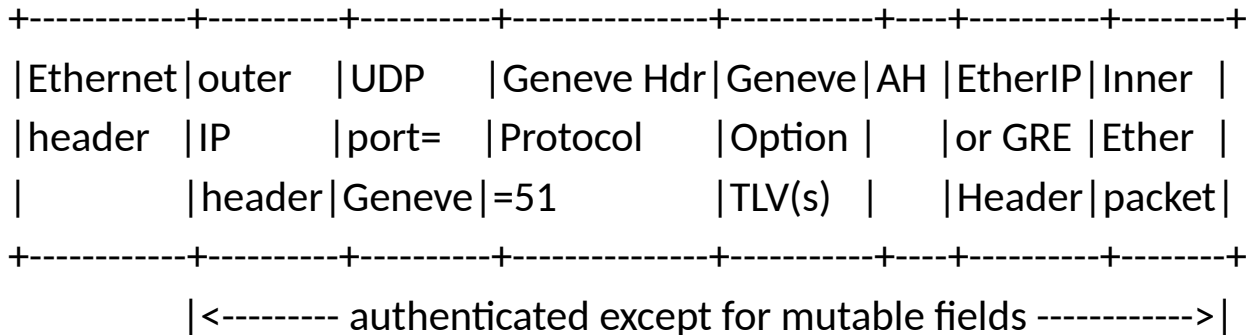 +------------+----------+----------+---------------+-----------+----+----------+--------+
|Ethernet|outer |UDP |Geneve Hdr|Geneve|AH |EtherIP|Inner |
|header |IP |port= |Protocol |Option | |or GRE |Ether |
| |header|Geneve|=51 |TLV(s) | |Header|packet|
+------------+----------+----------+---------------+-----------+----+----------+--------+
|<--------- authenticated except for mutable fields ------------>|